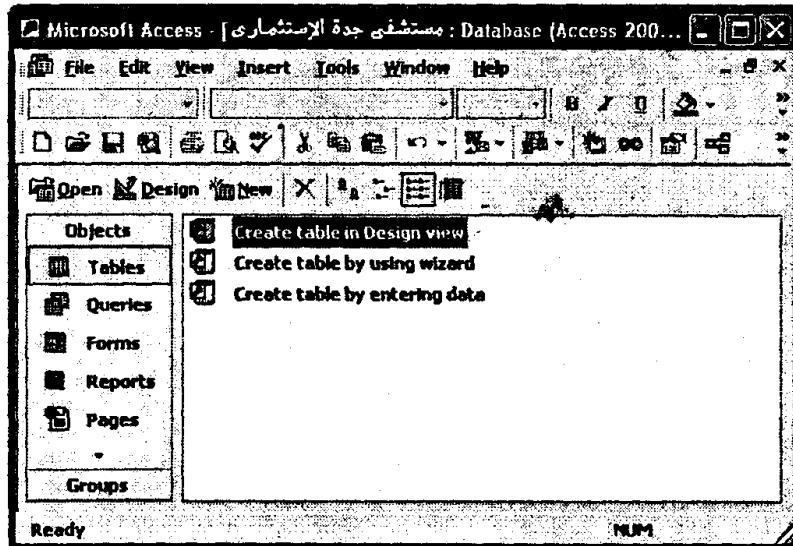 Microsoft Access - [مستشفى جدة الإستثمارى : Database (Access 200...
File Edit View Insert Tools Window Help
B I U
Open Design New
Objects
Tables
Queries
Forms
Reports
Pages
Groups
Create table in Design view
Create table by using wizard
Create table by entering data
Ready NUM